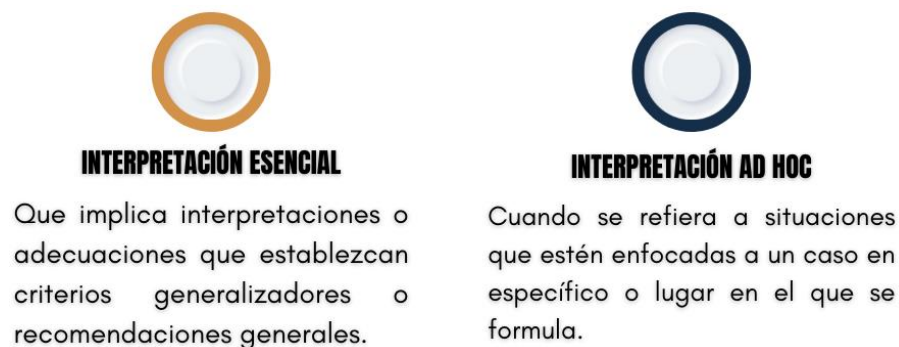 INTERPRETACIÓN ESENCIAL
Que implica interpretaciones o
adecuaciones que establezcan
criterios generalizadores o
recomendaciones generales.
INTERPRETACIÓN AD HOC
Cuando se refiera a situaciones
que estén enfocadas a un caso en
específico o lugar en el que se
formula.